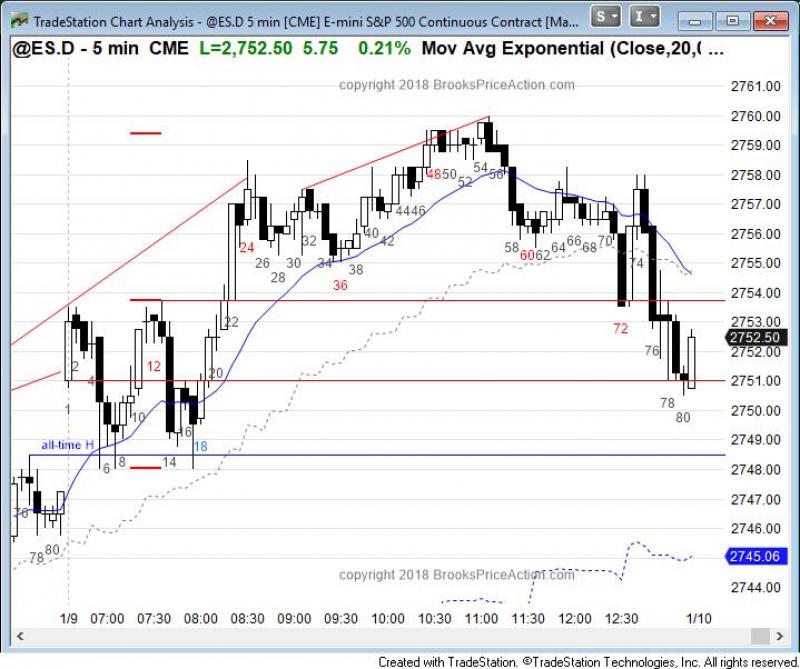 TradeStation Chart Analysis - @ES.D 5 min [CME] E-mini S&P 500 Continuous Contract [Ma...
S
I
@ES.D - 5 min CME L=2,752.50 5.75 0.21% Mov Avg Exponential (Close,20,0 ...
copyright 2018 BrooksPriceAction.com
2761.00
2760.00
2759.00
2758.00
2757.00
2756.00
2755.00
2754.00
2753.00
2752.50
2752.00
2751.00
2750.00
2749.00
2748.00
2747.00
2746.00
2745.06
2744.00
48 50 52 54 56
44 46
24 26 28 30 32 34 36 38 40 42
58 60 62 64 66 68 70
72 74 76 78 80
2 4 1 6 8 10 12 14 16 18 20 22
all-time H
76 78 80
copyright 2018 BrooksPriceAction.com
1/9 07:00 07:30 08:00 08:30 09:00 09:30 10:00 10:30 11:00 11:30 12:00 12:30 1/10
Created with TradeStation. ©TradeStation Technologies, Inc. All rights reserved.